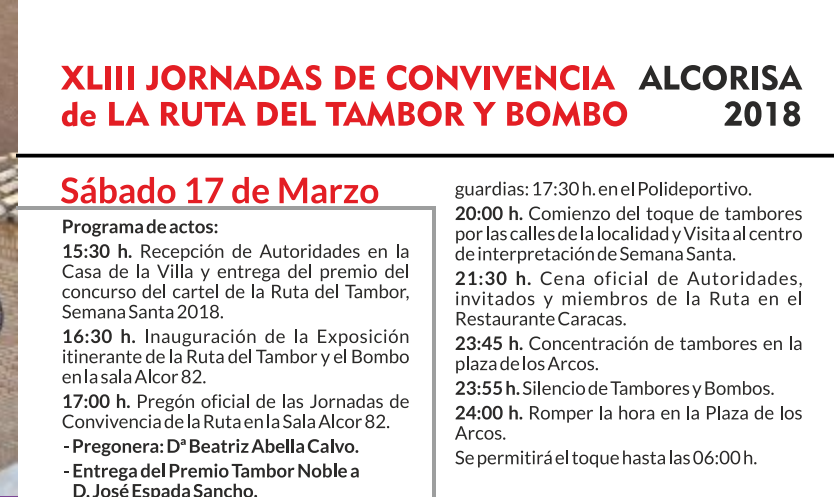 XLIII JORNADAS DE CONVIVENCIA ALCORISA
de LA RUTA DEL TAMBOR Y BOMBO 2018
Sábado 17 de Marzo
Programa de actos:
15:30 h. Recepción de Autoridades en la
Casa de la Villa y entrega del premio del
concurso del cartel de la Ruta del Tambor,
Semana Santa 2018.
16:30 h. Inauguración de la Exposición
itinerante de la Ruta del Tambor y el Bombo
en la sala Alcor 82.
17:00 h. Pregón oficial de las Jornadas de
Convivencia de la Ruta en la Sala Alcor 82.
- Pregonera: Dª Beatriz Abella Calvo.
- Entrega del Premio Tambor Noble a
D. José Espada Sancho.
guardias: 17:30 h. en el Polideportivo.
20:00 h. Comienzo del toque de tambores
por las calles de la localidad y Visita al centro
de interpretación de Semana Santa.
21:30 h. Cena oficial de Autoridades,
invitados y miembros de la Ruta en el
Restaurante Caracas.
23:45 h. Concentración de tambores en la
plaza de los Arcos.
23:55 h. Silencio de Tambores y Bombos.
24:00 h. Romper la hora en la Plaza de los
Arcos.
Se permitirá el toque hasta las 06:00 h.